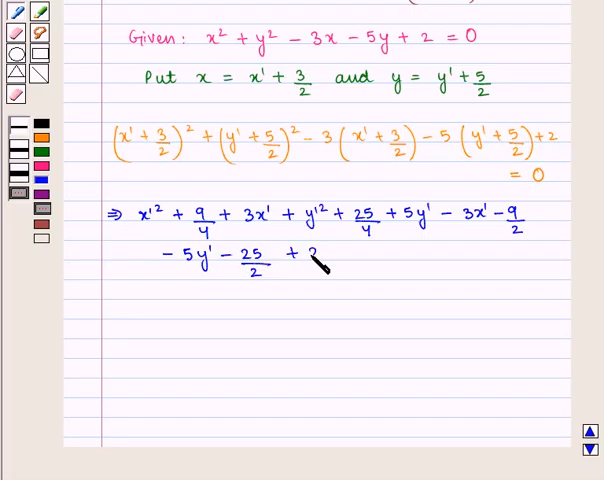 Given: x² + y² - 3x - 5y + 2 = 0
Put x = x' + 3/2 and y = y' + 5/2
(x' + 3/2)² + (y' + 5/2)² - 3(x' + 3/2) - 5(y' + 5/2) + 2
= 0
⇒ x'² + 9/4 + 3x' + y'² + 25/4 + 5y' - 3x' - 9/2
- 5y' - 25/2 +